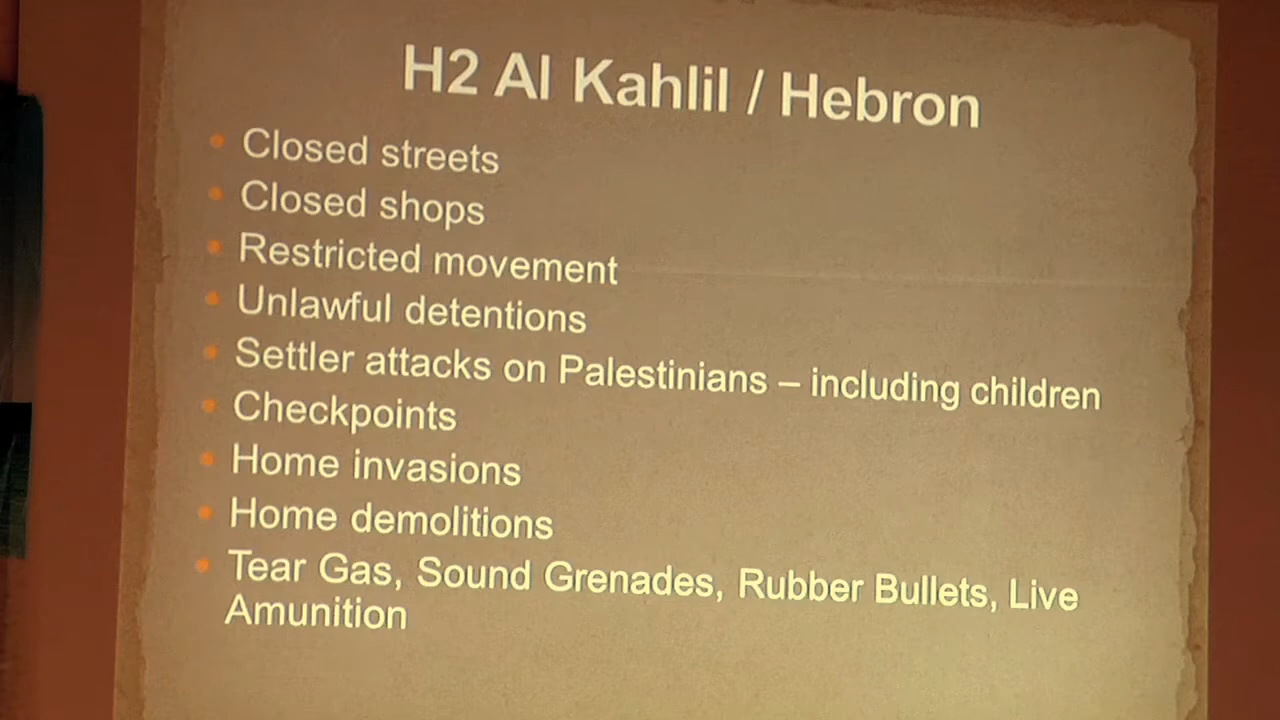 H2 Al Kahlil / Hebron
Closed streets
Closed shops
Restricted movement
Unlawful detentions
Settler attacks on Palestinians – including children
Checkpoints
Home invasions
Home demolitions
Tear Gas, Sound Grenades, Rubber Bullets, Live
Amunition